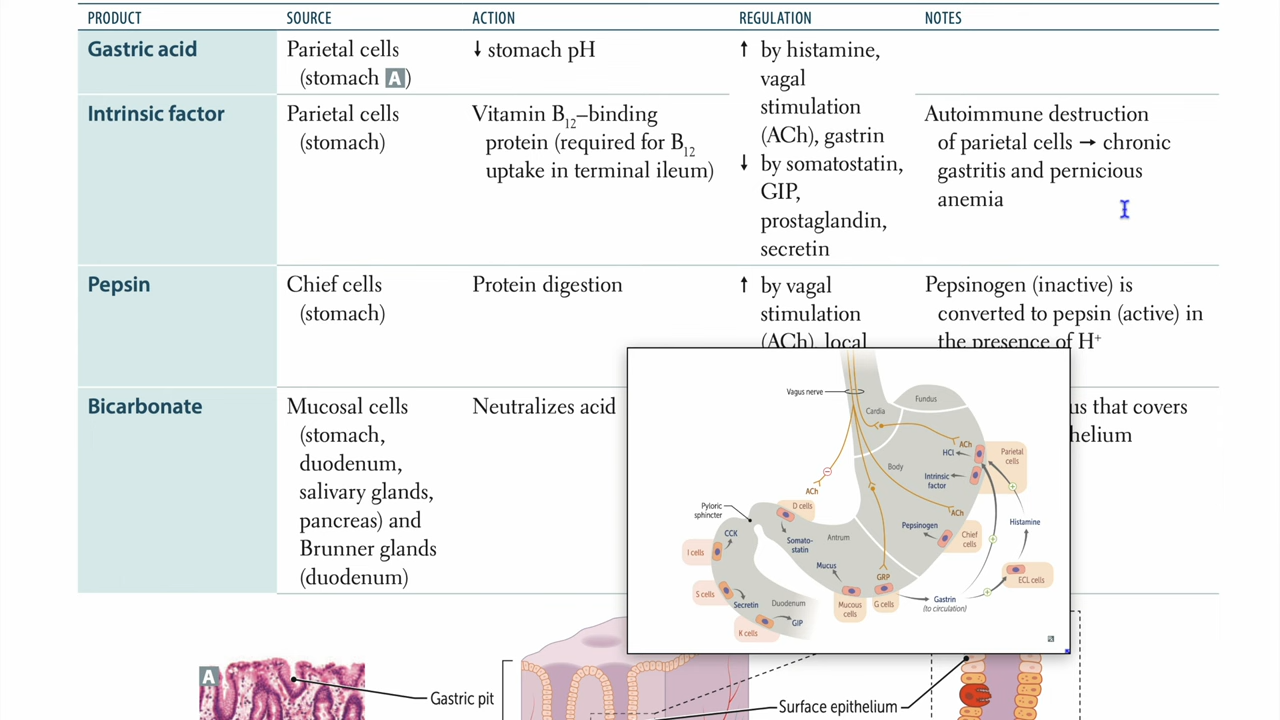 PRODUCT SOURCE ACTION REGULATION NOTES
Gastric acid
Parietal cells
(stomach A)
↓ stomach pH
↑ by histamine,
vagal
stimulation
(ACh), gastrin
↓ by somatostatin,
GIP,
prostaglandin,
secretin
Intrinsic factor
Parietal cells
(stomach)
Vitamin B12–binding
protein (required for B12
uptake in terminal ileum)
Autoimmune destruction
of parietal cells → chronic
gastritis and pernicious
anemia
Pepsin
Chief cells
(stomach)
Protein digestion
↑ by vagal
stimulation
(ACh), local
Pepsinogen (inactive) is
converted to pepsin (active) in
the presence of H+
Bicarbonate
Mucosal cells
(stomach,
duodenum,
salivary glands,
pancreas) and
Brunner glands
(duodenum)
Neutralizes acid
us that covers
helium
Vagus nerve
Fundus
Cardia
ACh
HCl
Parietal
cells
Body
Intrinsic
factor
ACh
D cells
Pyloric
sphincter
ACh
Histamine
CCK
Pepsinogen
Chief
cells
Somato-
statin
Antrum
I cells
Mucus
GRP
ECL cells
S cells
Secretin
Duodenum
Mucous
cells
G cells
Gastrin
(to circulation)
GIP
K cells
A
Gastric pit
Surface epithelium